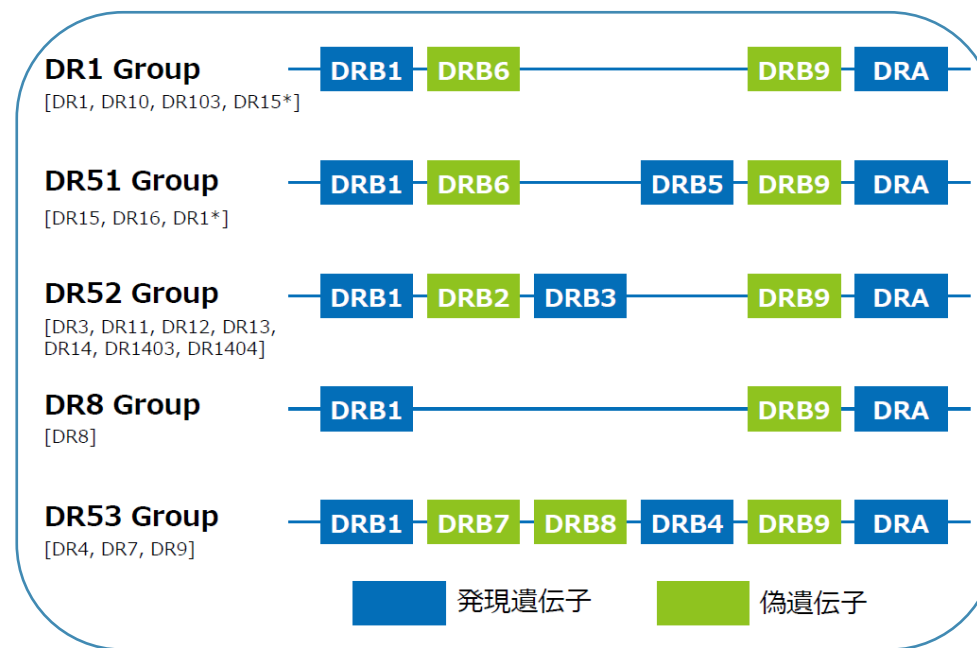 DR1 Group DRB1 DRB6 DRB9 DRA
[DR1, DR10, DR103, DR15*]
DR51 Group DRB1 DRB6 DRB5 DRB9 DRA
[DR15, DR16, DR1*]
DR52 Group DRB1 DRB2 DRB3 DRB9 DRA
[DR3, DR11, DR12, DR13,
DR14, DR1403, DR1404]
DR8 Group DRB1 DRB9 DRA
[DR8]
DR53 Group DRB1 DRB7 DRB8 DRB4 DRB9 DRA
[DR4, DR7, DR9]
発現遺伝子 偽遺伝子